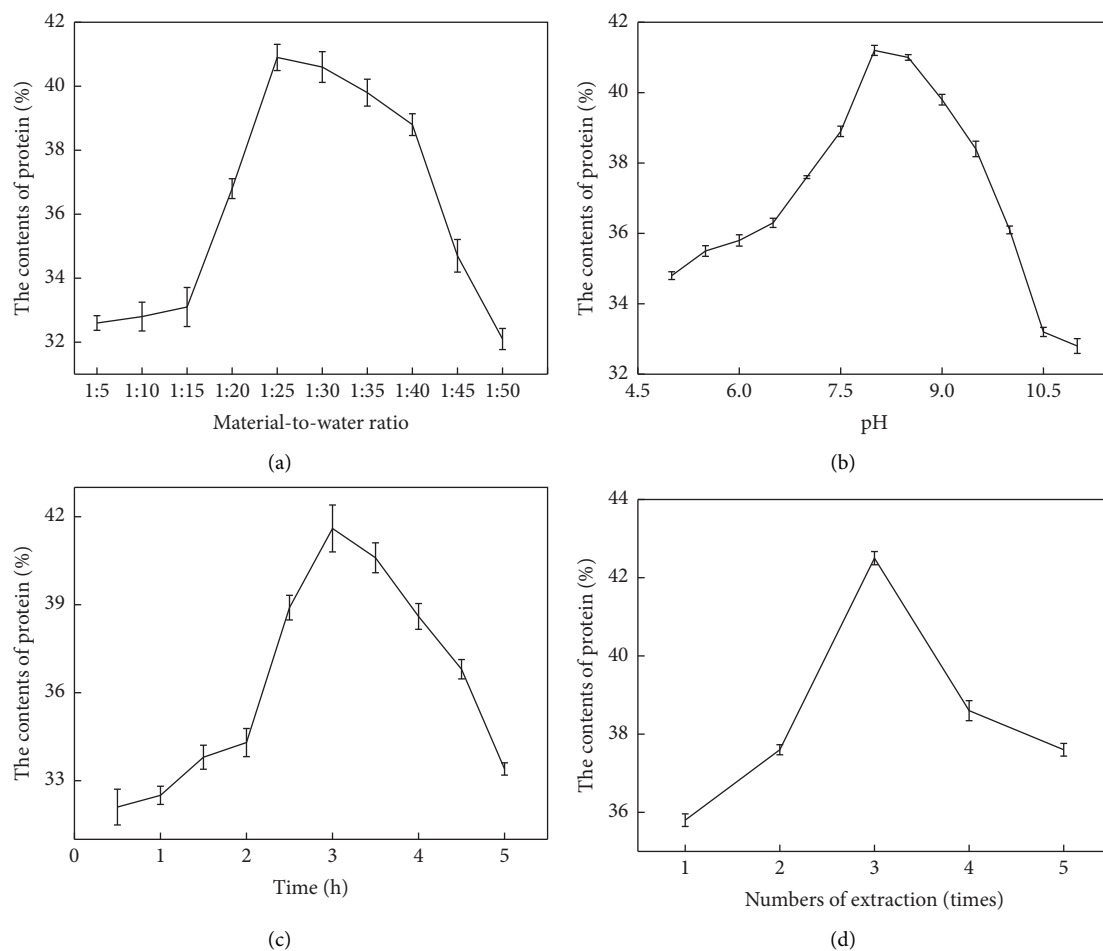 42
40
38
36
34
32
The contents of protein (%)
1:5 1:10 1:15 1:20 1:25 1:30 1:35 1:40 1:45 1:50
Material-to-water ratio
(a)
42
40
38
36
34
32
The contents of protein (%)
4.5 6.0 7.5 9.0 10.5
pH
(b)
42
39
36
33
The contents of protein (%)
0 1 2 3 4 5
Time (h)
(c)
44
42
40
38
36
The contents of protein (%)
1 2 3 4 5
Numbers of extraction (times)
(d)